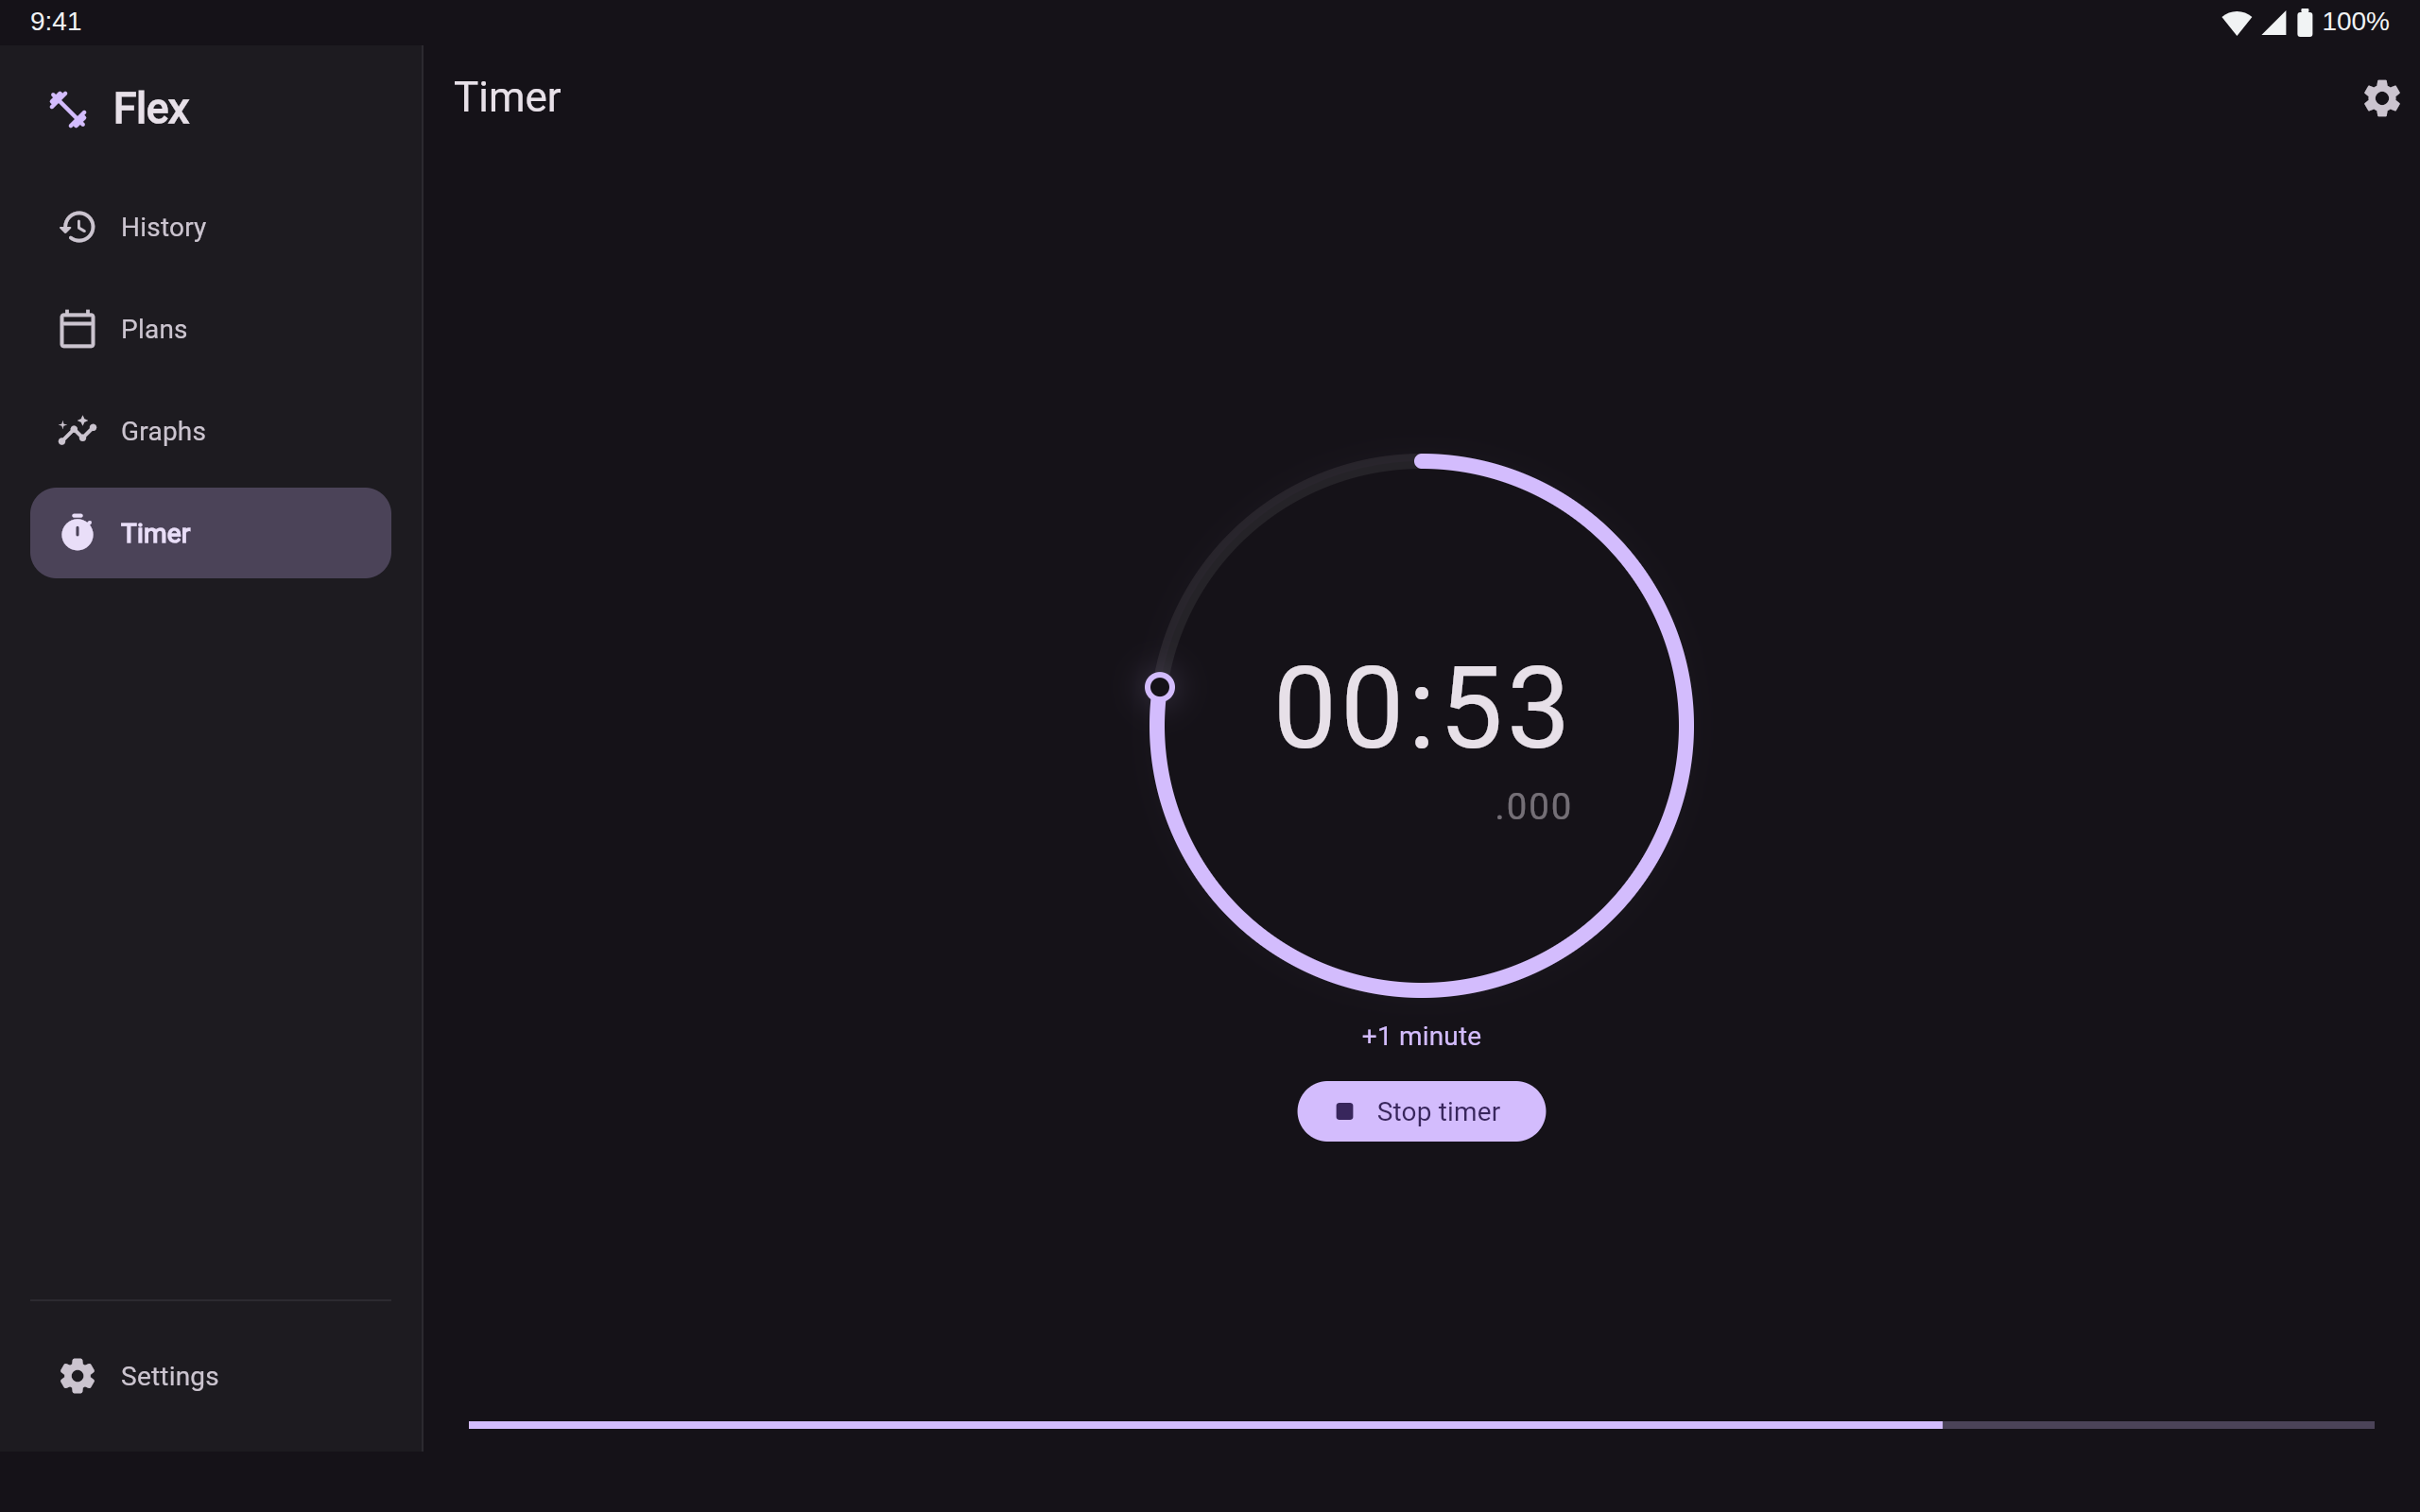 9:41
100%
Flex
Timer
History
Plans
Graphs
Timer
00:53
.000
+1 minute
Stop timer
Settings